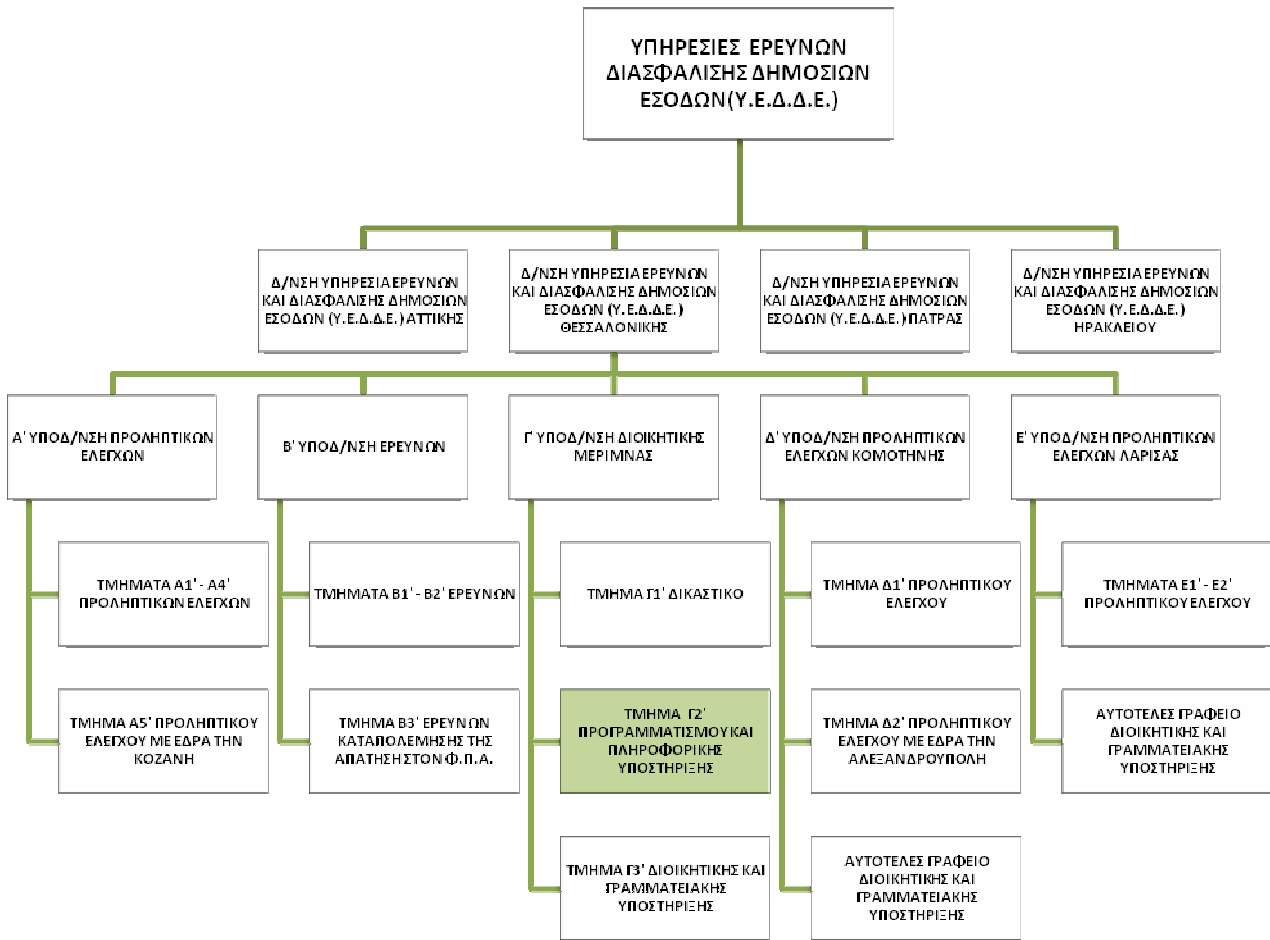 ΥΠΗΡΕΣΙΕΣ ΕΡΕΥΝΩΝ
ΔΙΑΣΦΑΛΙΣΗΣ ΔΗΜΟΣΙΩΝ
ΕΣΟΔΩΝ(Υ.Ε.Δ.Δ.Ε.)
Δ/ΝΣΗ ΥΠΗΡΕΣΙΑ ΕΡΕΥΝΩΝ
ΚΑΙ ΔΙΑΣΦΑΛΙΣΗΣ ΔΗΜΟΣΙΩΝ
ΕΣΟΔΩΝ (Υ.Ε.Δ.Δ.Ε.) ΑΤΤΙΚΗΣ
Δ/ΝΣΗ ΥΠΗΡΕΣΙΑ ΕΡΕΥΝΩΝ
ΚΑΙ ΔΙΑΣΦΑΛΙΣΗΣ ΔΗΜΟΣΙΩΝ
ΕΣΟΔΩΝ (Υ.Ε.Δ.Δ.Ε.)
ΘΕΣΣΑΛΟΝΙΚΗΣ
Δ/ΝΣΗ ΥΠΗΡΕΣΙΑ ΕΡΕΥΝΩΝ
ΚΑΙ ΔΙΑΣΦΑΛΙΣΗΣ ΔΗΜΟΣΙΩΝ
ΕΣΟΔΩΝ (Υ.Ε.Δ.Δ.Ε.) ΠΑΤΡΑΣ
Δ/ΝΣΗ ΥΠΗΡΕΣΙΑ ΕΡΕΥΝΩΝ
ΚΑΙ ΔΙΑΣΦΑΛΙΣΗΣ ΔΗΜΟΣΙΩΝ
ΕΣΟΔΩΝ (Υ.Ε.Δ.Δ.Ε.)
ΗΡΑΚΛΕΙΟΥ
Α' ΥΠΟΔ/ΝΣΗ ΠΡΟΛΗΠΤΙΚΩΝ
ΕΛΕΓΧΩΝ
Β' ΥΠΟΔ/ΝΣΗ ΕΡΕΥΝΩΝ
Γ' ΥΠΟΔ/ΝΣΗ ΔΙΟΙΚΗΤΙΚΗΣ
ΜΕΡΙΜΝΑΣ
Δ' ΥΠΟΔ/ΝΣΗ ΠΡΟΛΗΠΤΙΚΩΝ
ΕΛΕΓΧΩΝ ΚΟΜΟΤΗΝΗΣ
Ε' ΥΠΟΔ/ΝΣΗ ΠΡΟΛΗΠΤΙΚΩΝ
ΕΛΕΓΧΩΝ ΛΑΡΙΣΑΣ
ΤΜΗΜΑΤΑ Α1' - Α4'
ΠΡΟΛΗΠΤΙΚΩΝ ΕΛΕΓΧΩΝ
ΤΜΗΜΑΤΑ Β1' - Β2' ΕΡΕΥΝΩΝ
ΤΜΗΜΑ Γ1' ΔΙΚΑΣΤΙΚΟ
ΤΜΗΜΑ Δ1' ΠΡΟΛΗΠΤΙΚΟΥ
ΕΛΕΓΧΟΥ
ΤΜΗΜΑΤΑ Ε1' - Ε2'
ΠΡΟΛΗΠΤΙΚΟΥ ΕΛΕΓΧΟΥ
ΤΜΗΜΑ Α5' ΠΡΟΛΗΠΤΙΚΟΥ
ΕΛΕΓΧΟΥ ΜΕ ΕΔΡΑ ΤΗΝ
ΚΟΖΑΝΗ
ΤΜΗΜΑ Β3' ΕΡΕΥΝΩΝ
ΚΑΤΑΠΟΛΕΜΗΣΗΣ ΤΗΣ
ΑΠΑΤΗΣΗ ΣΤΟΝ Φ.Π.Α.
ΤΜΗΜΑ Γ2'
ΠΡΟΓΡΑΜΜΑΤΙΣΜΟΥ ΚΑΙ
ΠΛΗΡΟΦΟΡΙΚΗΣ
ΥΠΟΣΤΗΡΙΞΗΣ
ΤΜΗΜΑ Δ2' ΠΡΟΛΗΠΤΙΚΟΥ
ΕΛΕΓΧΟΥ ΜΕ ΕΔΡΑ ΤΗΝ
ΑΛΕΞΑΝΔΡΟΥΠΟΛΗ
ΑΥΤΟΤΕΛΕΣ ΓΡΑΦΕΙΟ
ΔΙΟΙΚΗΤΙΚΗΣ ΚΑΙ
ΓΡΑΜΜΑΤΕΙΑΚΗΣ
ΥΠΟΣΤΗΡΙΞΗΣ
ΤΜΗΜΑ Γ3' ΔΙΟΙΚΗΤΙΚΗΣ ΚΑΙ
ΓΡΑΜΜΑΤΕΙΑΚΗΣ
ΥΠΟΣΤΗΡΙΞΗΣ
ΑΥΤΟΤΕΛΕΣ ΓΡΑΦΕΙΟ
ΔΙΟΙΚΗΤΙΚΗΣ ΚΑΙ
ΓΡΑΜΜΑΤΕΙΑΚΗΣ
ΥΠΟΣΤΗΡΙΞΗΣ